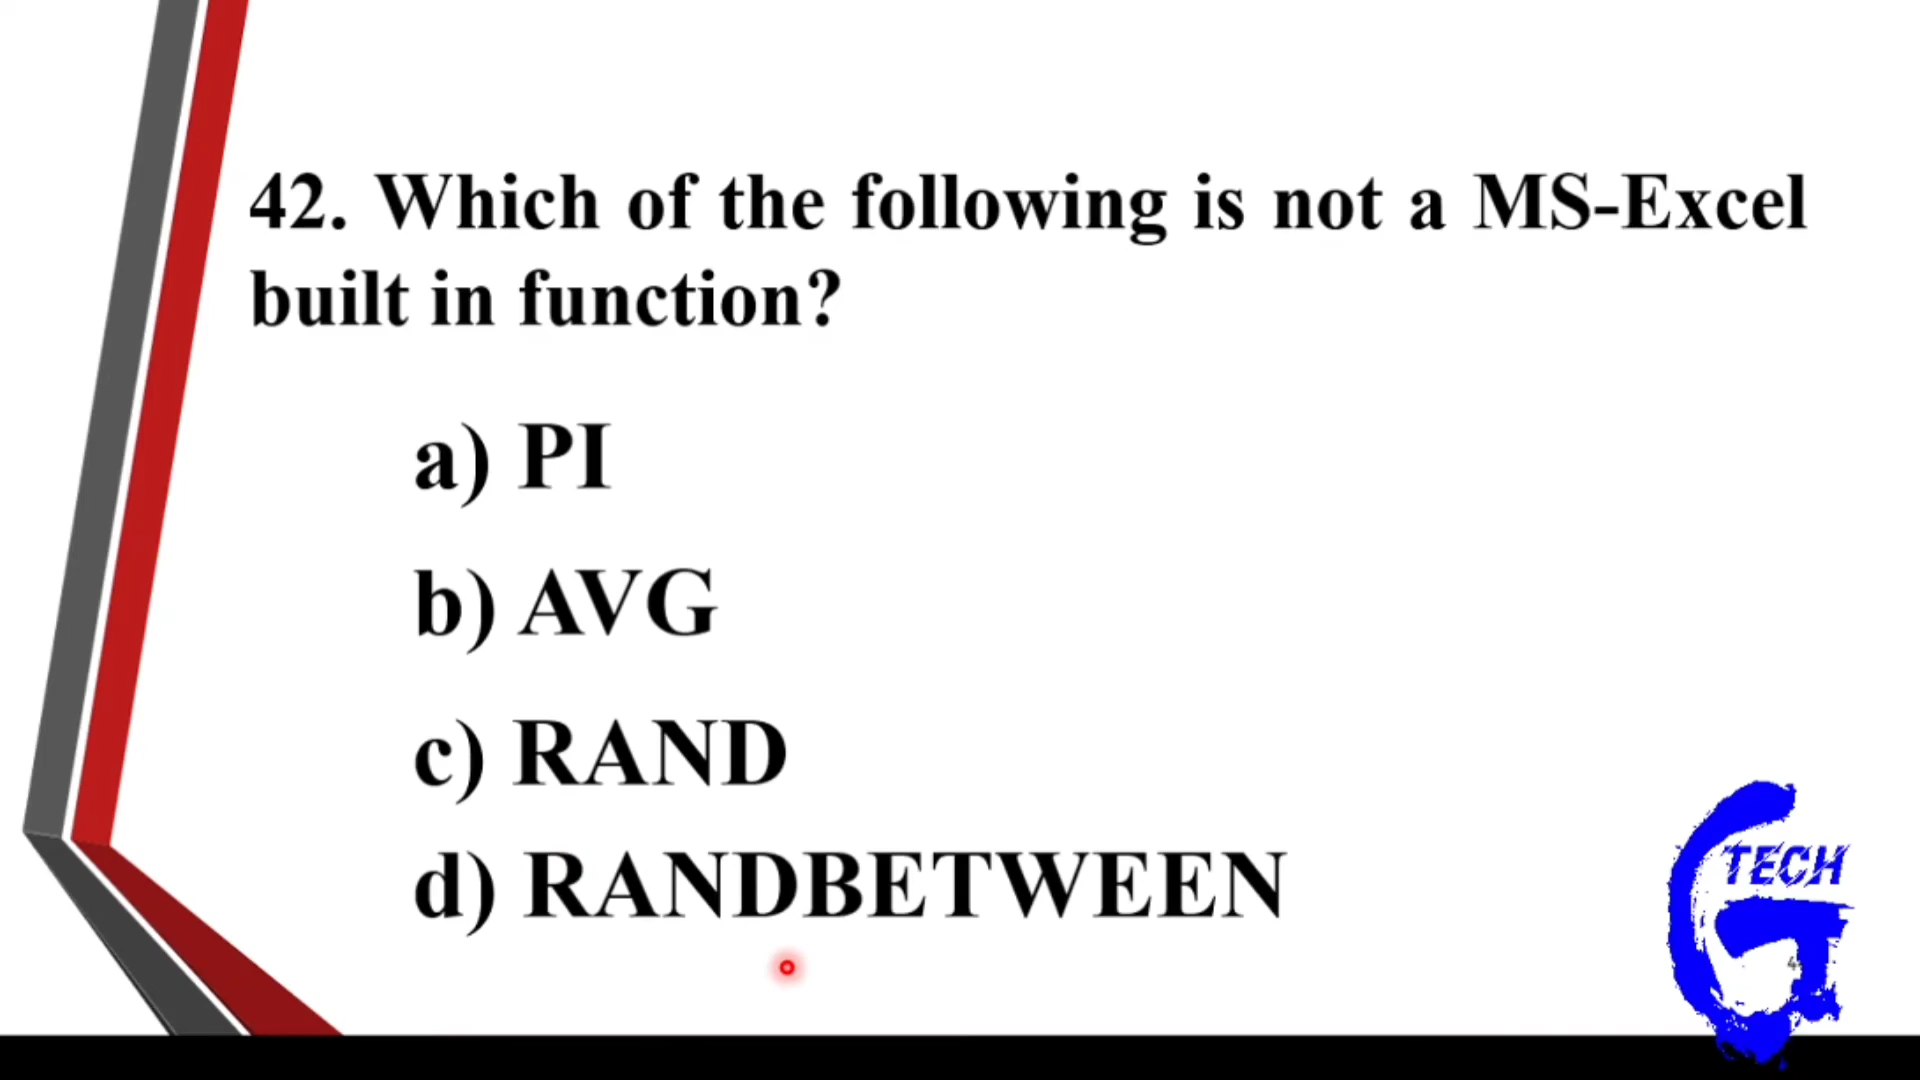 42. Which of the following is not a MS-Excel
built in function?
a) PI
b) AVG
c) RAND
d) RANDBETWEEN
TECH